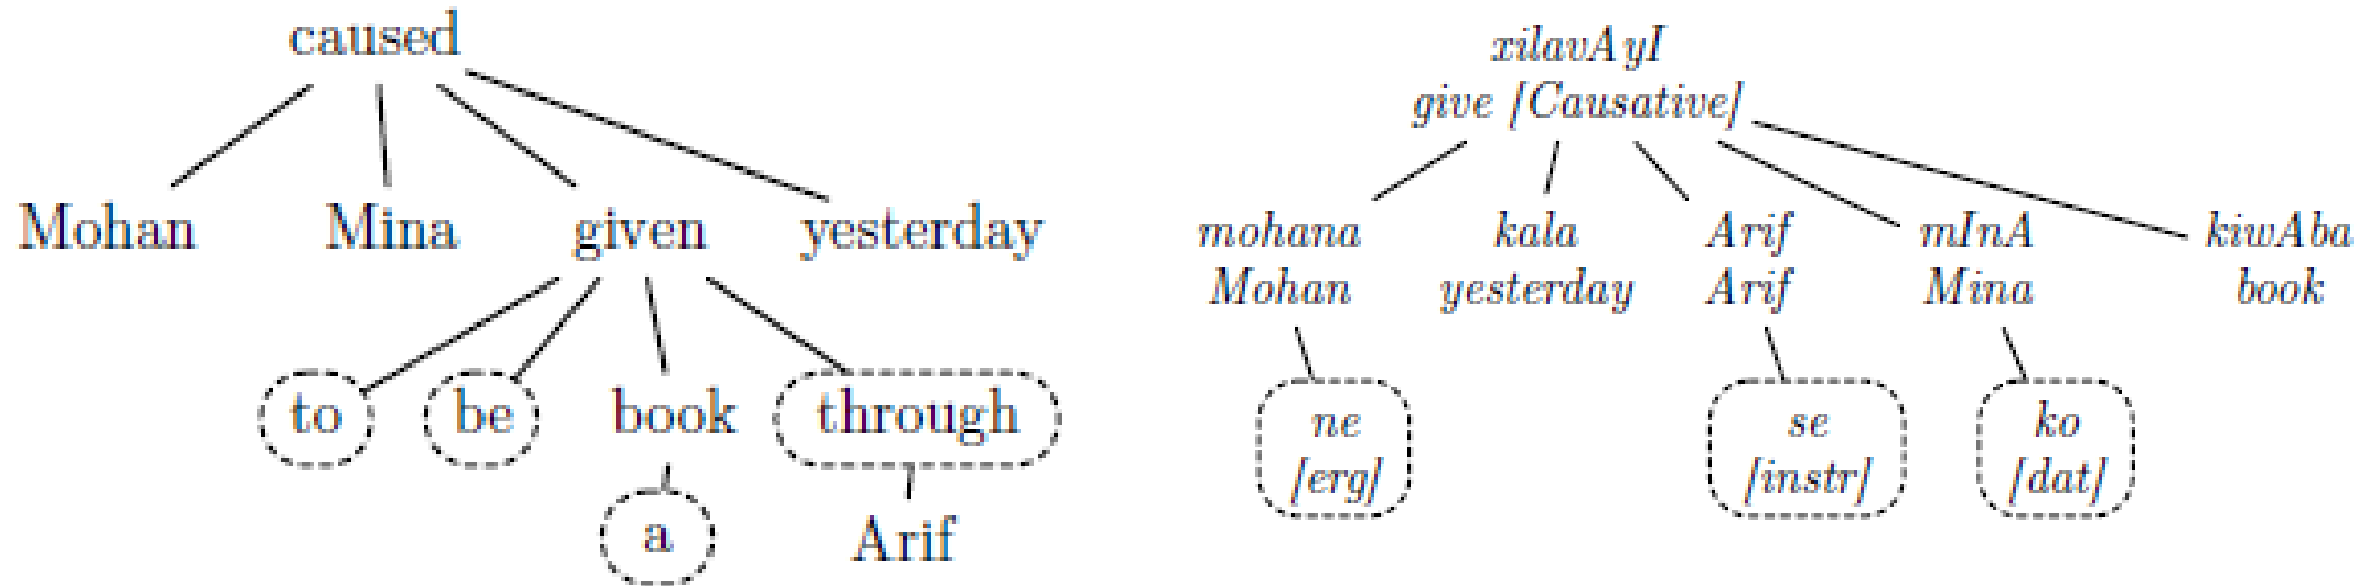 caused
Mohan Mina given yesterday
to be book through
a Arif
xilavAyI
give [Causative]
mohana kala Arif mInA kiwAba
Mohan yesterday Arif Mina book
ne se ko
[erg] [instr] [dat]